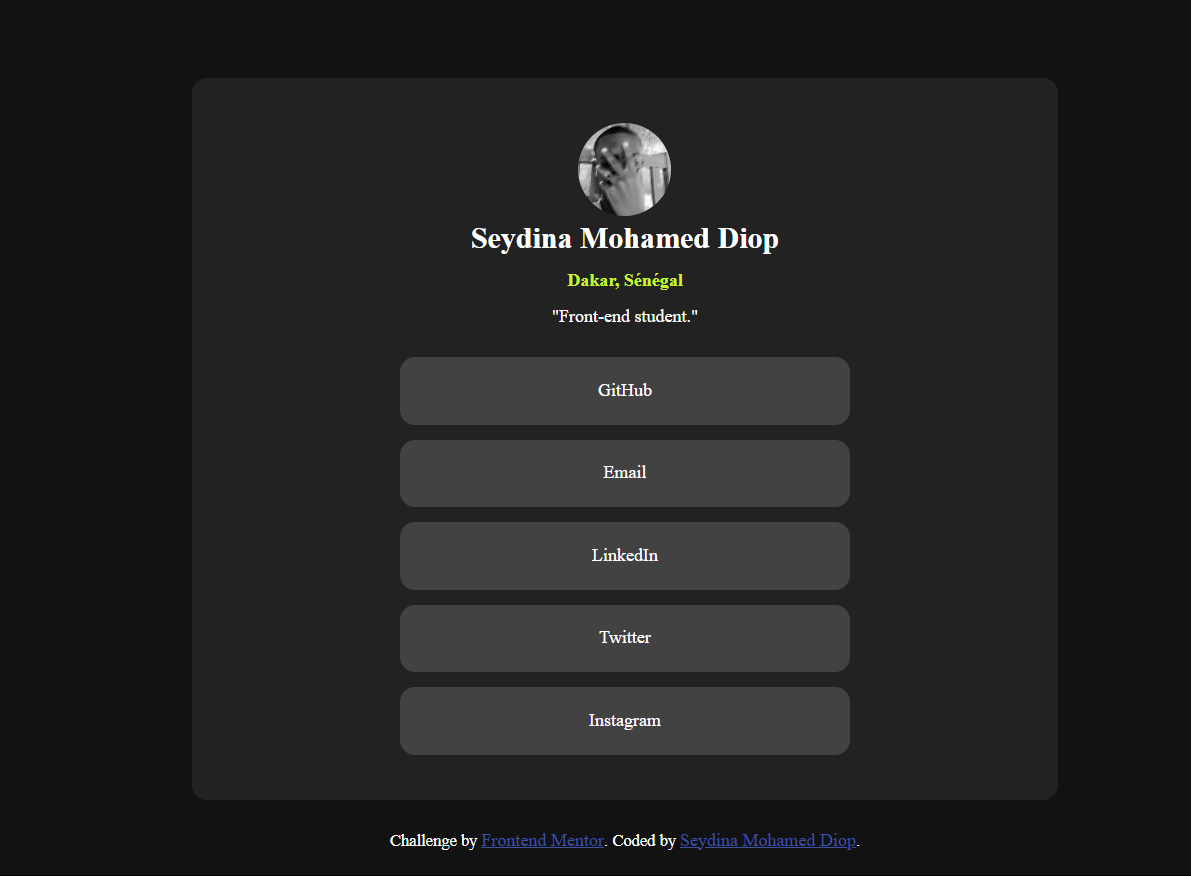 Seydina Mohamed Diop
Dakar, Sénégal
"Front-end student."
GitHub
Email
LinkedIn
Twitter
Instagram
Challenge by Frontend Mentor. Coded by Seydina Mohamed Diop.